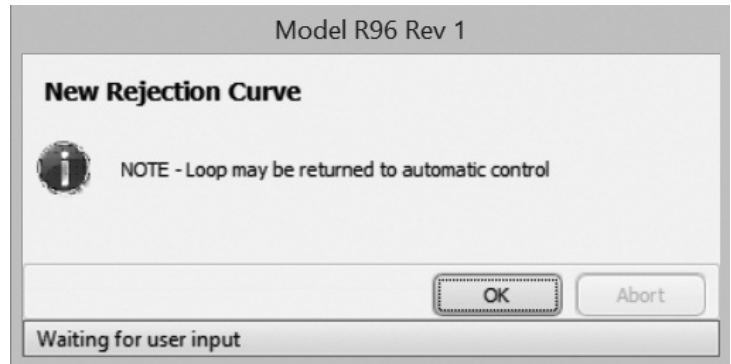 Model R96 Rev 1
New Rejection Curve
NOTE - Loop may be returned to automatic control
OK
Abort
Waiting for user input